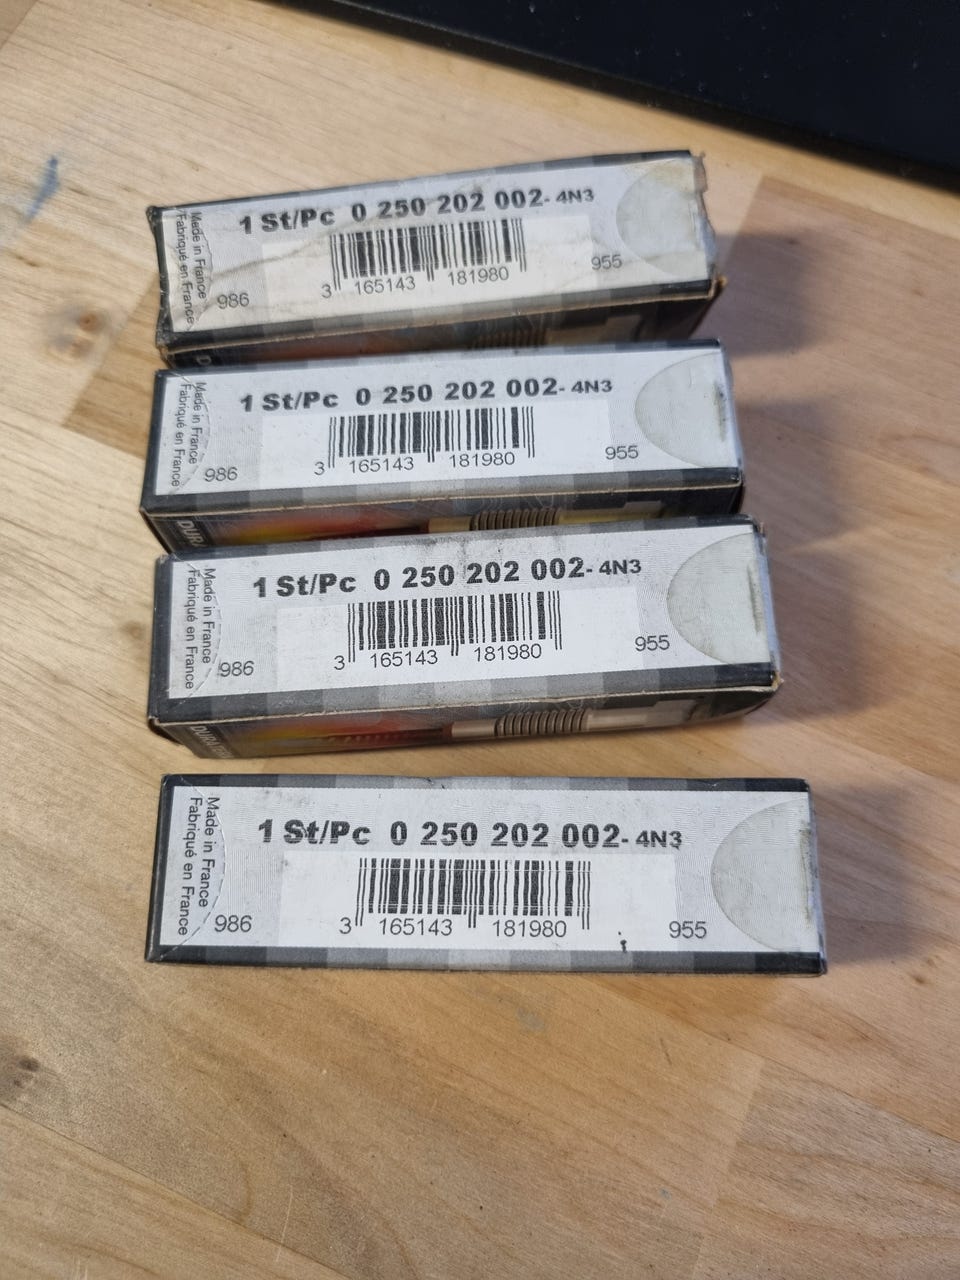 1 St/Pc 0 250 202 002- 4N3
Made in France
Fabriqué en France
986
3 165143 181980
955
D
1 St/Pc 0 250 202 002- 4N3
Made in France
Fabriqué en France
986
3 165143 181980
955
DURA
1 St/Pc 0 250 202 002- 4N3
Made in France
Fabriqué en France
986
3 165143 181980
955
1 St/Pc 0 250 202 002- 4N3
Made in France
Fabriqué en France
986
3 165143 181980
955